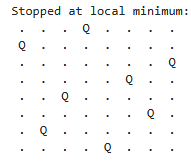 Stopped at local minimum:
. . . Q . . . .
Q . . . . . . .
. . . . . . . Q
. . . . . Q . .
. . Q . . . . .
. . . . . . Q .
. Q . . . . . .
. . . . Q . . .